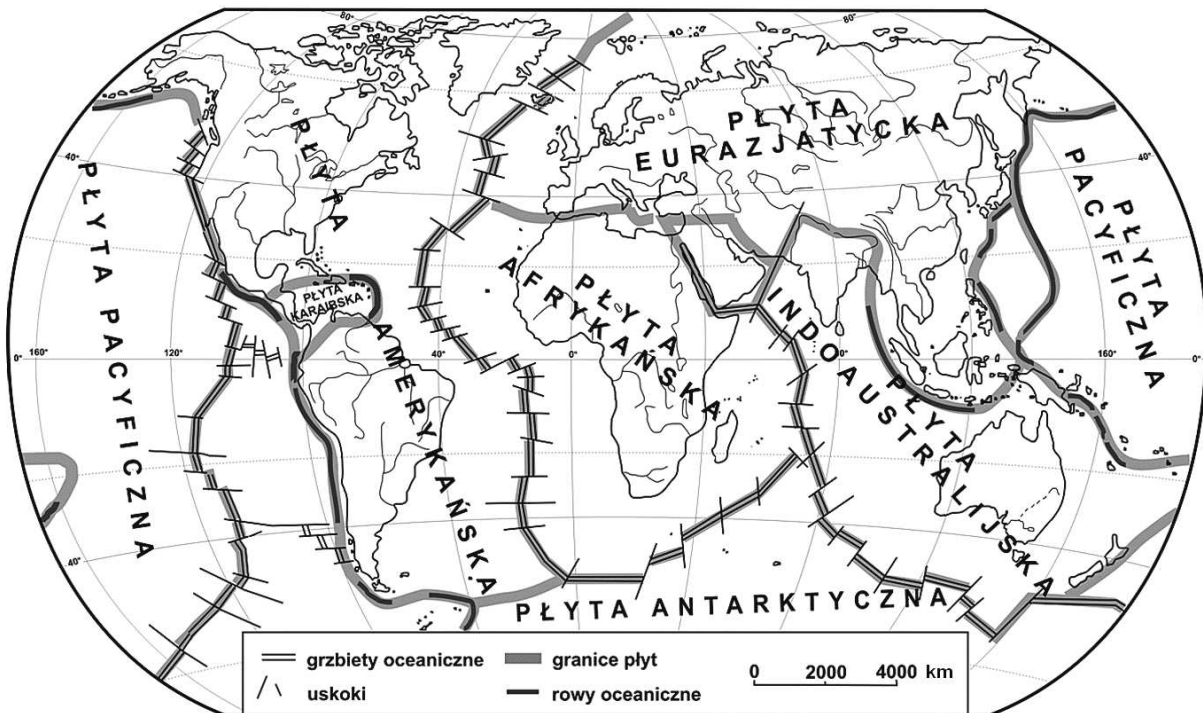 80°
80°
PŁYTA
EURAZJATYCKA
PŁYTA
PŁYTA PACYFICZNA
40°
40°
PŁYTA
PACYFICZNA
PŁYTA
KARAIBSKA
PŁYTA
AFRYKAŃSKA
INDOAUSTRALIJSKA
PŁYTA
AMERYKAŃSKA
0°
160°
120°
40°
0°
160°
0°
40°
40°
PŁYTA ANTARKTYCZNA
grzbiety oceaniczne
granice płyt
0 2000 4000 km
uskoki
rowy oceaniczne